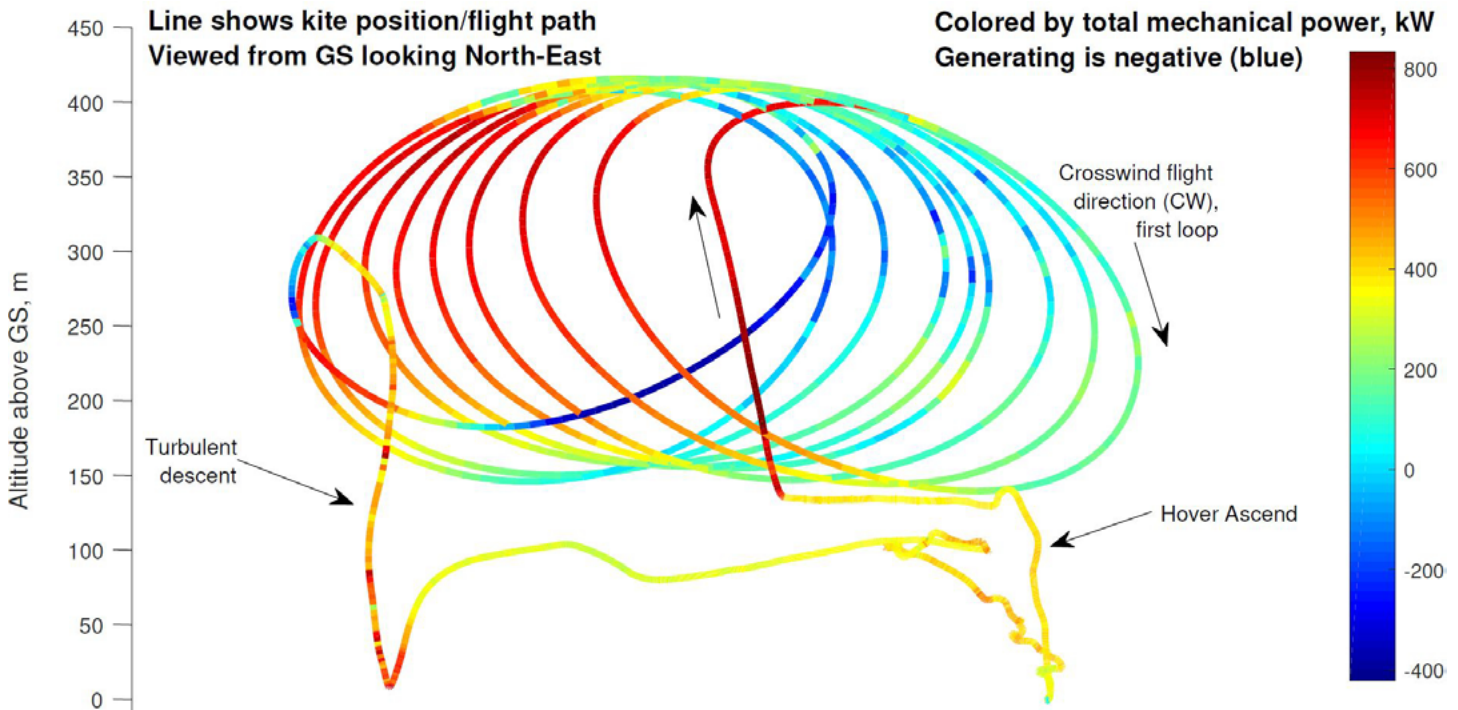 Line shows kite position/flight path
Viewed from GS looking North-East
Colored by total mechanical power, kW
Generating is negative (blue)
Altitude above GS, m
450
400
350
300
250
200
150
100
50
0
Crosswind flight
direction (CW),
first loop
Turbulent
descent
Hover Ascend
800
600
400
200
0
-200
-400